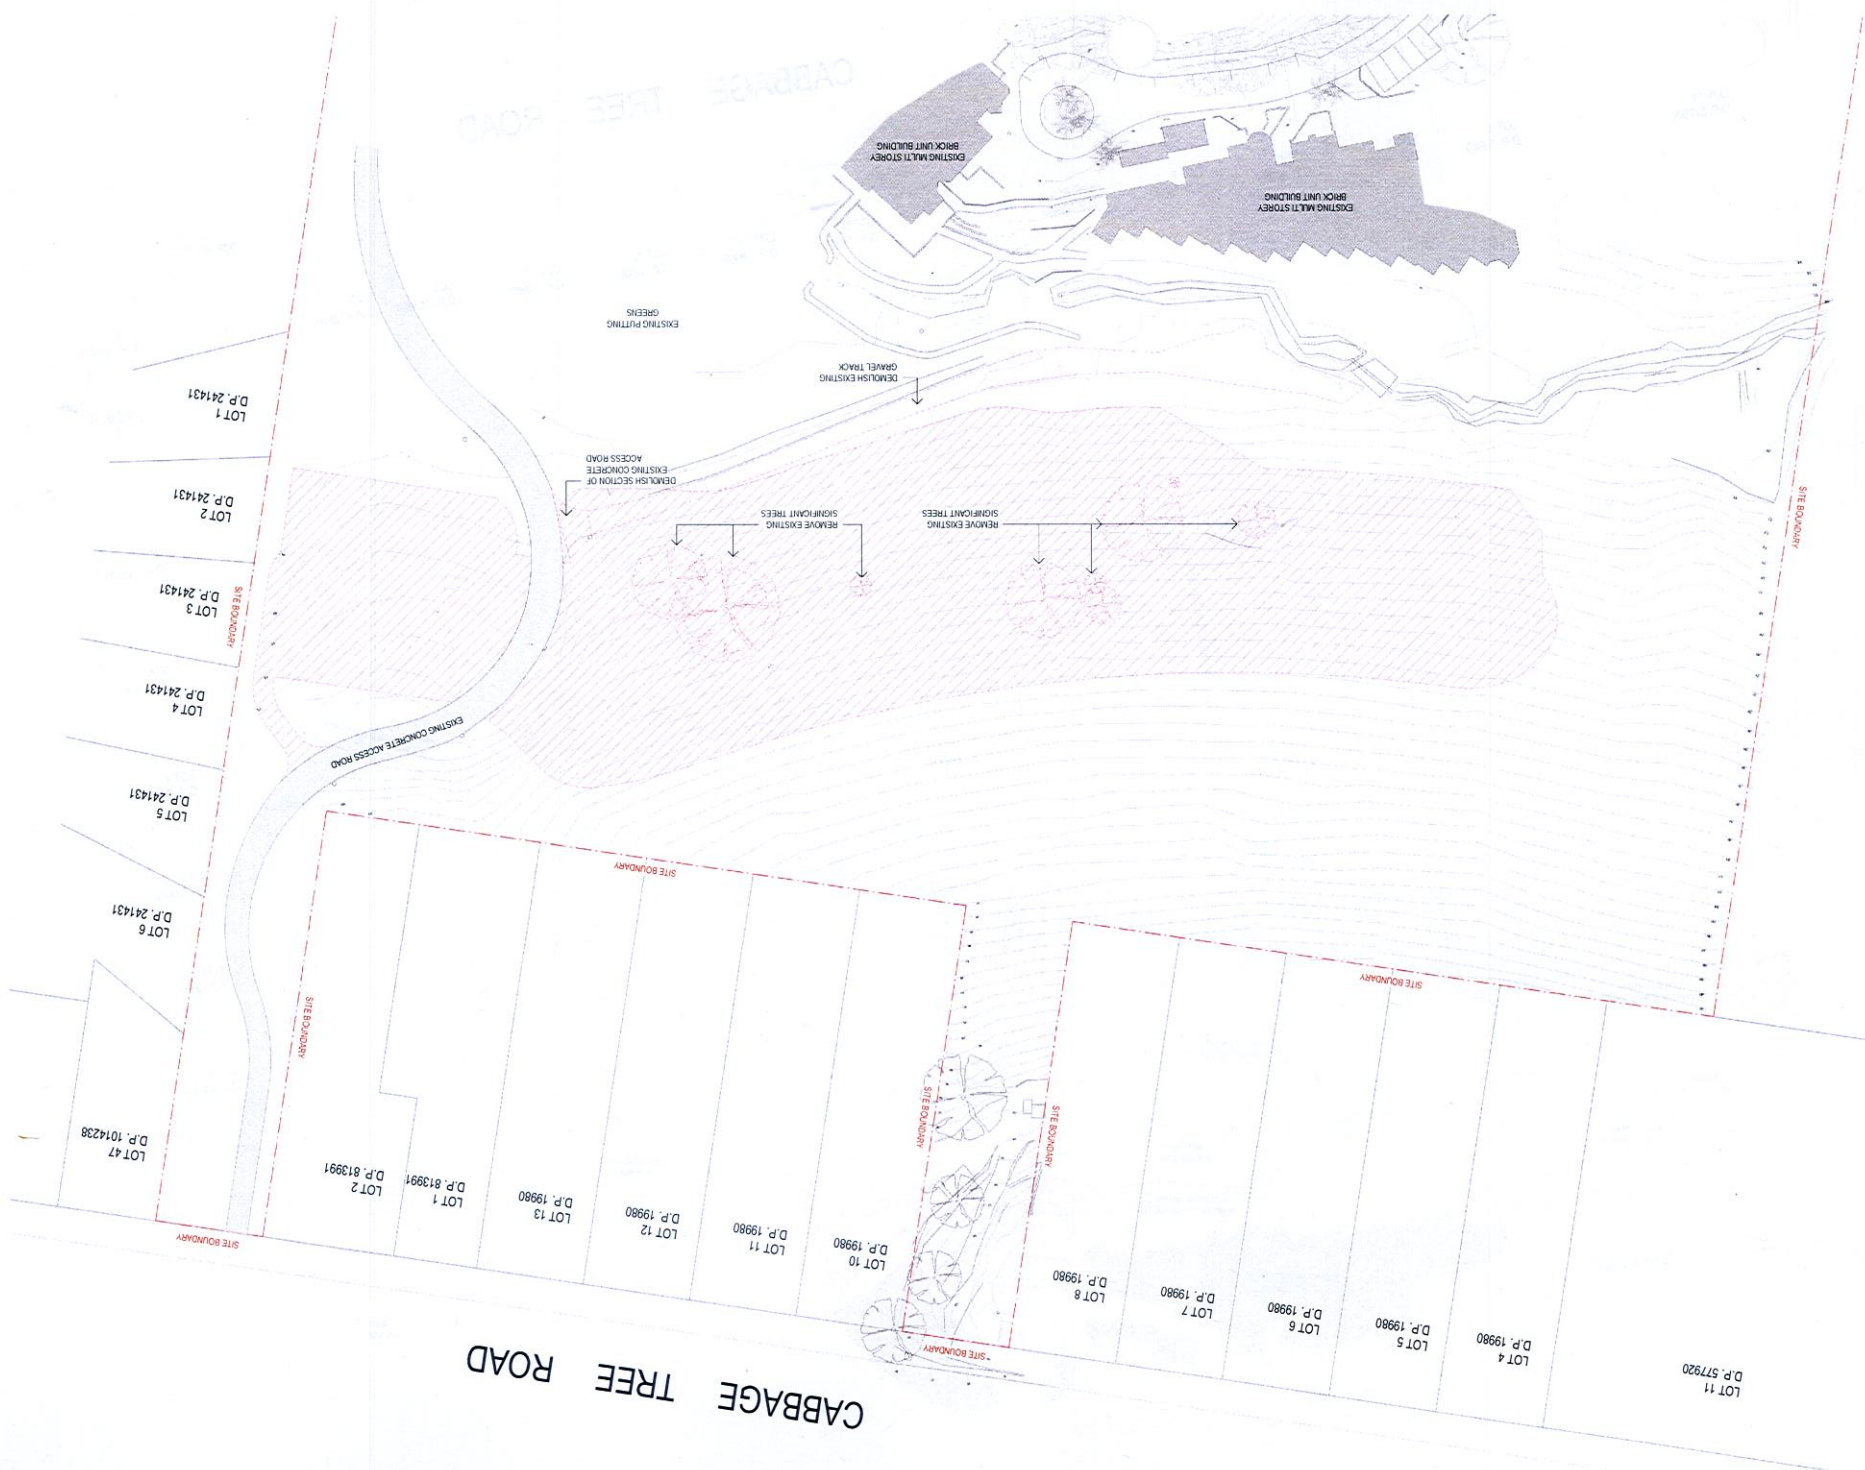 CABBAGE TREE ROAD
LOT 11
D.P. 577920
LOT 4
D.P. 19980
LOT 5
D.P. 19980
LOT 6
D.P. 19980
LOT 7
D.P. 19980
LOT 8
D.P. 19980
SITE BOUNDARY
LOT 10
D.P. 19980
LOT 11
D.P. 19980
LOT 12
D.P. 19980
LOT 13
D.P. 19980
LOT 1
D.P. 813991
LOT 2
D.P. 813991
SITE BOUNDARY
LOT 47
D.P. 1014238
SITE BOUNDARY
SITE BOUNDARY
SITE BOUNDARY
SITE BOUNDARY
SITE BOUNDARY
LOT 6
D.P. 241431
SITE BOUNDARY
LOT 5
D.P. 241431
EXISTING CONCRETE ACCESS ROAD
LOT 4
D.P. 241431
LOT 3
D.P. 241431
SITE BOUNDARY
SITE BOUNDARY
REMOVE EXISTING
SIGNIFICANT TREES
REMOVE EXISTING
SIGNIFICANT TREES
DEMOLISH SECTION OF
EXISTING CONCRETE
ACCESS ROAD
LOT 2
D.P. 241431
LOT 1
D.P. 241431
DEMOLISH EXISTING
GRAVEL TRACK
EXISTING PUTTING
GREENS
EXISTING MULTI STOREY
BRICK UNIT BUILDING
EXISTING MULTI STOREY
BRICK UNIT BUILDING
CABBAGE TREE ROAD